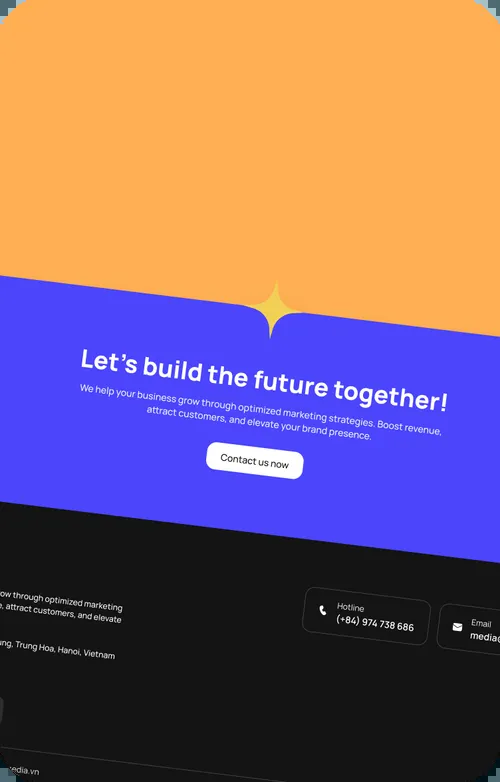 Let's build the future together!
We help your business grow through optimized marketing strategies. Boost revenue,
attract customers, and elevate your brand presence.
Contact us now
ow through optimized marketing
, attract customers, and elevate
Hotline
(+84) 974 738 686
Email
media
ung, Trung Hoa, Hanoi, Vietnam
edia.vn